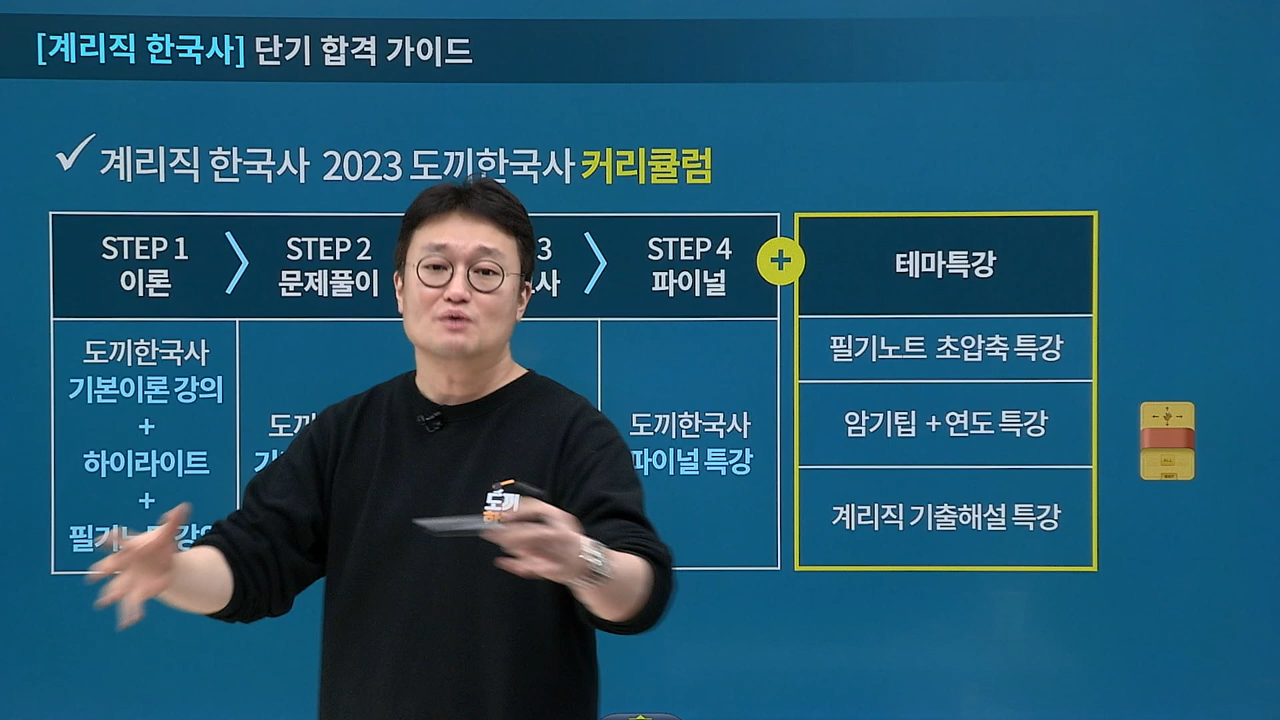 [계리직 한국사] 단기 합격 가이드
계리직 한국사 2023 도끼한국사 커리큘럼
STEP 1
이론
STEP 2
문제풀이
3
사
STEP 4
파이널
+
테마특강
도끼한국사
기본이론 강의
+
하이라이트
+
도끼한국사
파이널 특강
필기노트 초압축 특강
암기팁 + 연도 특강
계리직 기출해설 특강
도끼